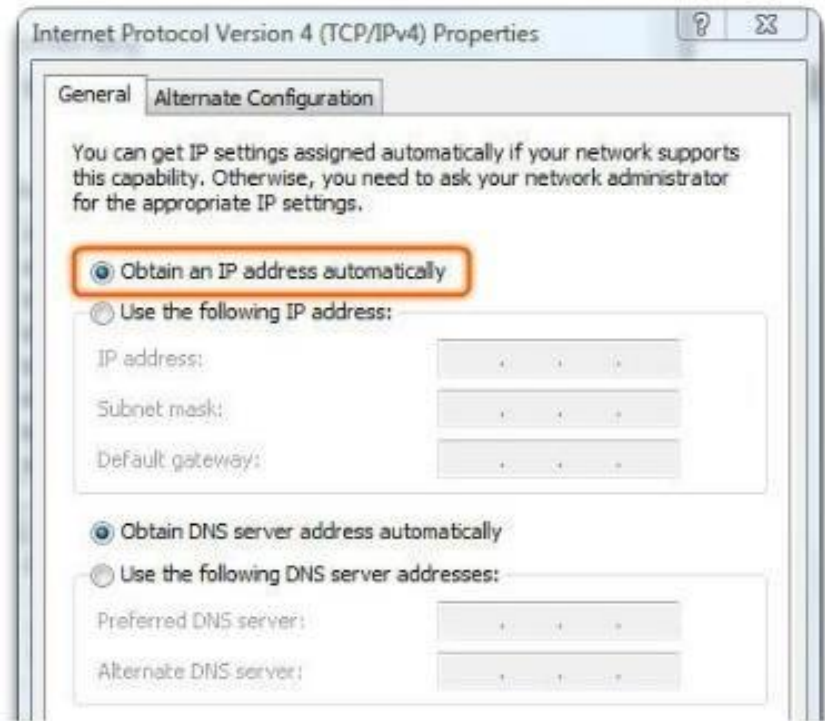 Internet Protocol Version 4 (TCP/IPv4) Properties
General
Alternate Configuration
You can get IP settings assigned automatically if your network supports
this capability. Otherwise, you need to ask your network administrator
for the appropriate IP settings.
Obtain an IP address automatically
Use the following IP address:
IP address:
Subnet mask:
Default gateway:
Obtain DNS server address automatically
Use the following DNS server addresses:
Preferred DNS server:
Alternate DNS server: